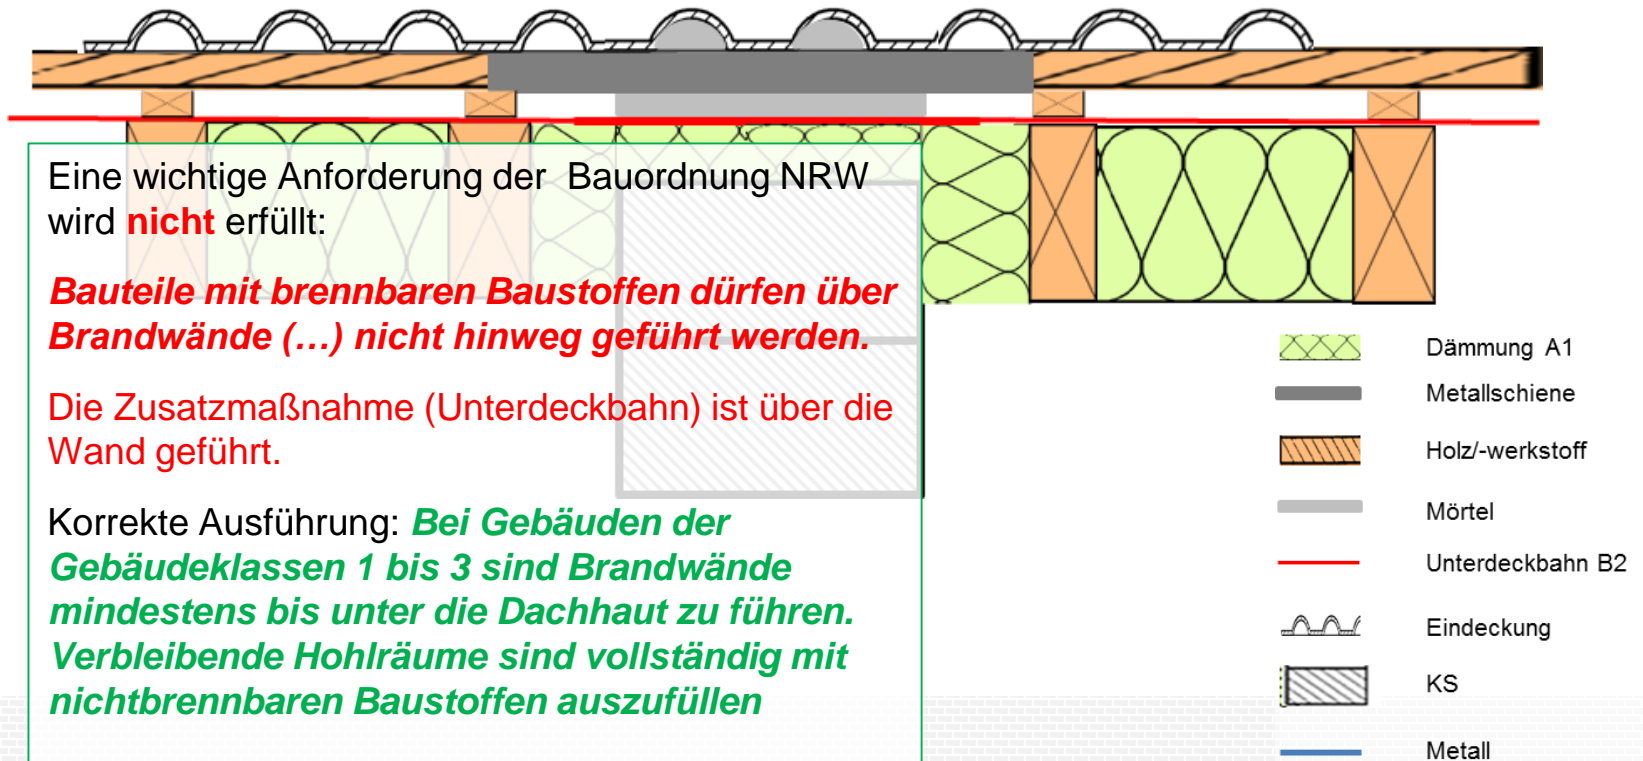 Eine wichtige Anforderung der  Bauordnung NRW
wird nicht erfüllt:
Bauteile mit brennbaren Baustoffen dürfen über
Brandwände (…) nicht hinweg geführt werden.
Die Zusatzmaßnahme (Unterdeckbahn) ist über die
Wand geführt.
Korrekte Ausführung: Bei Gebäuden der
Gebäudeklassen 1 bis 3 sind Brandwände
mindestens bis unter die Dachhaut zu führen.
Verbleibende Hohlräume sind vollständig mit
nichtbrennbaren Baustoffen auszufüllen
Dämmung A1
Metallschiene
Holz/-werkstoff
Mörtel
Unterdeckbahn B2
Eindeckung
KS
Metall